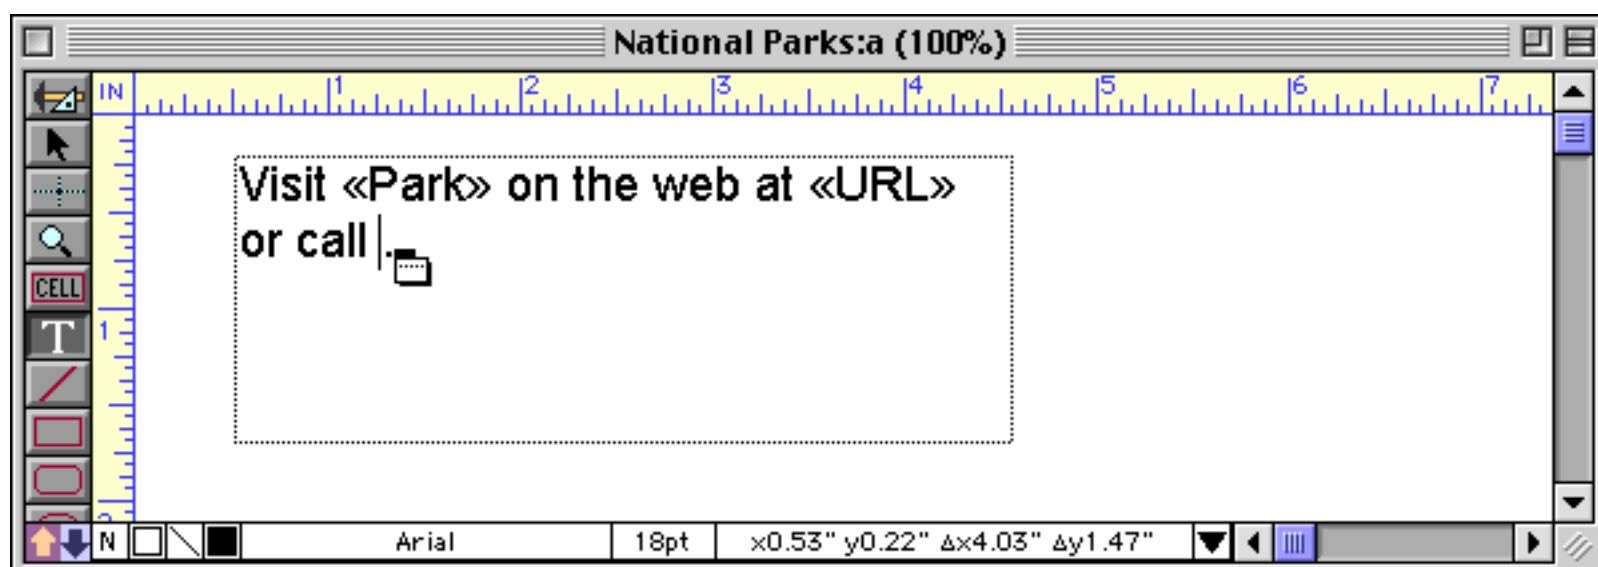 National Parks:a (100%)
IN 1 2 3 4 5 6 7
Visit «Park» on the web at «URL»
or call .
CELL
T
1
2
N Arial 18pt x0.53" y0.22" Δx4.03" Δy1.47"